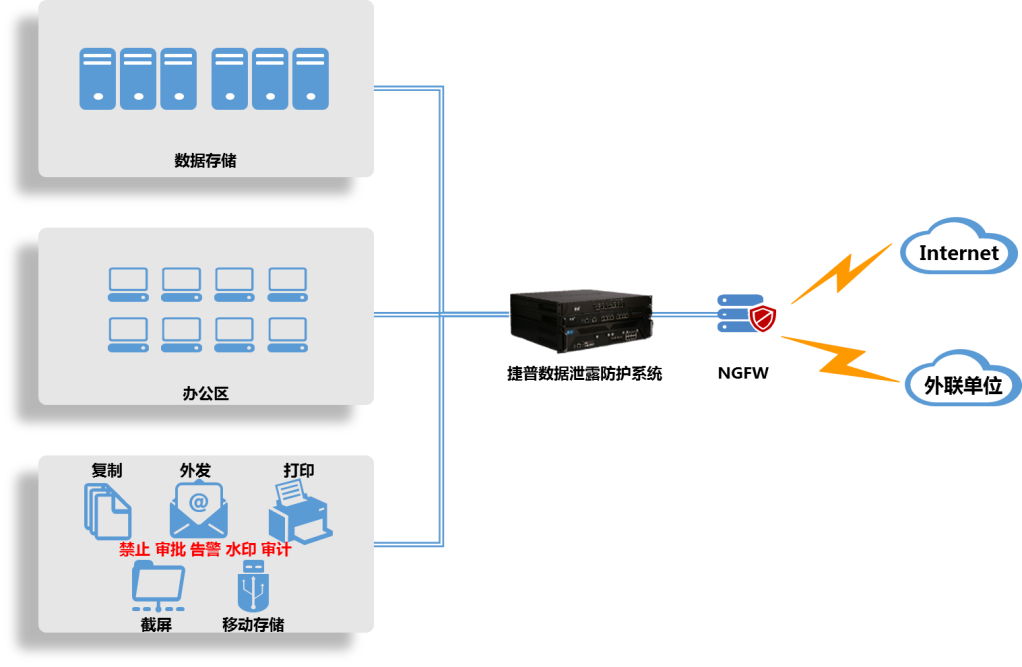 数据存储
办公区
复制
外发
打印
@
禁止 审批 告警 水印 审计
截屏
移动存储
捷普数据泄露防护系统
NGFW
Internet
外联单位